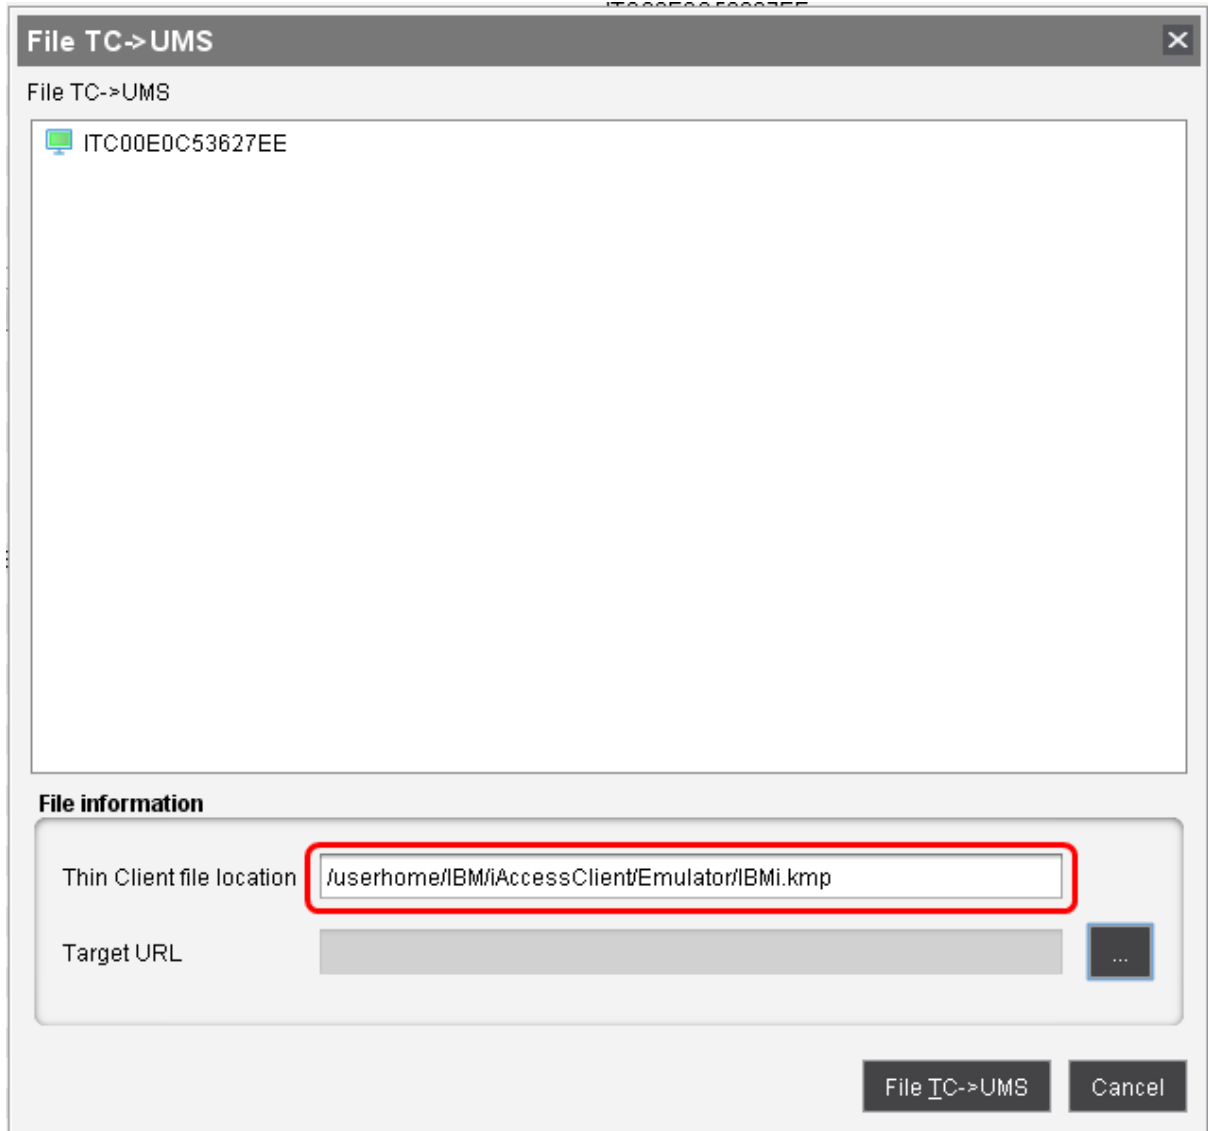 File TC->UMS
File TC->UMS
ITC00E0C53627EE
File information
Thin Client file location /userhome/IBM/iAccessClient/Emulator/IBMi.kmp
Target URL ...
File TC->UMS Cancel